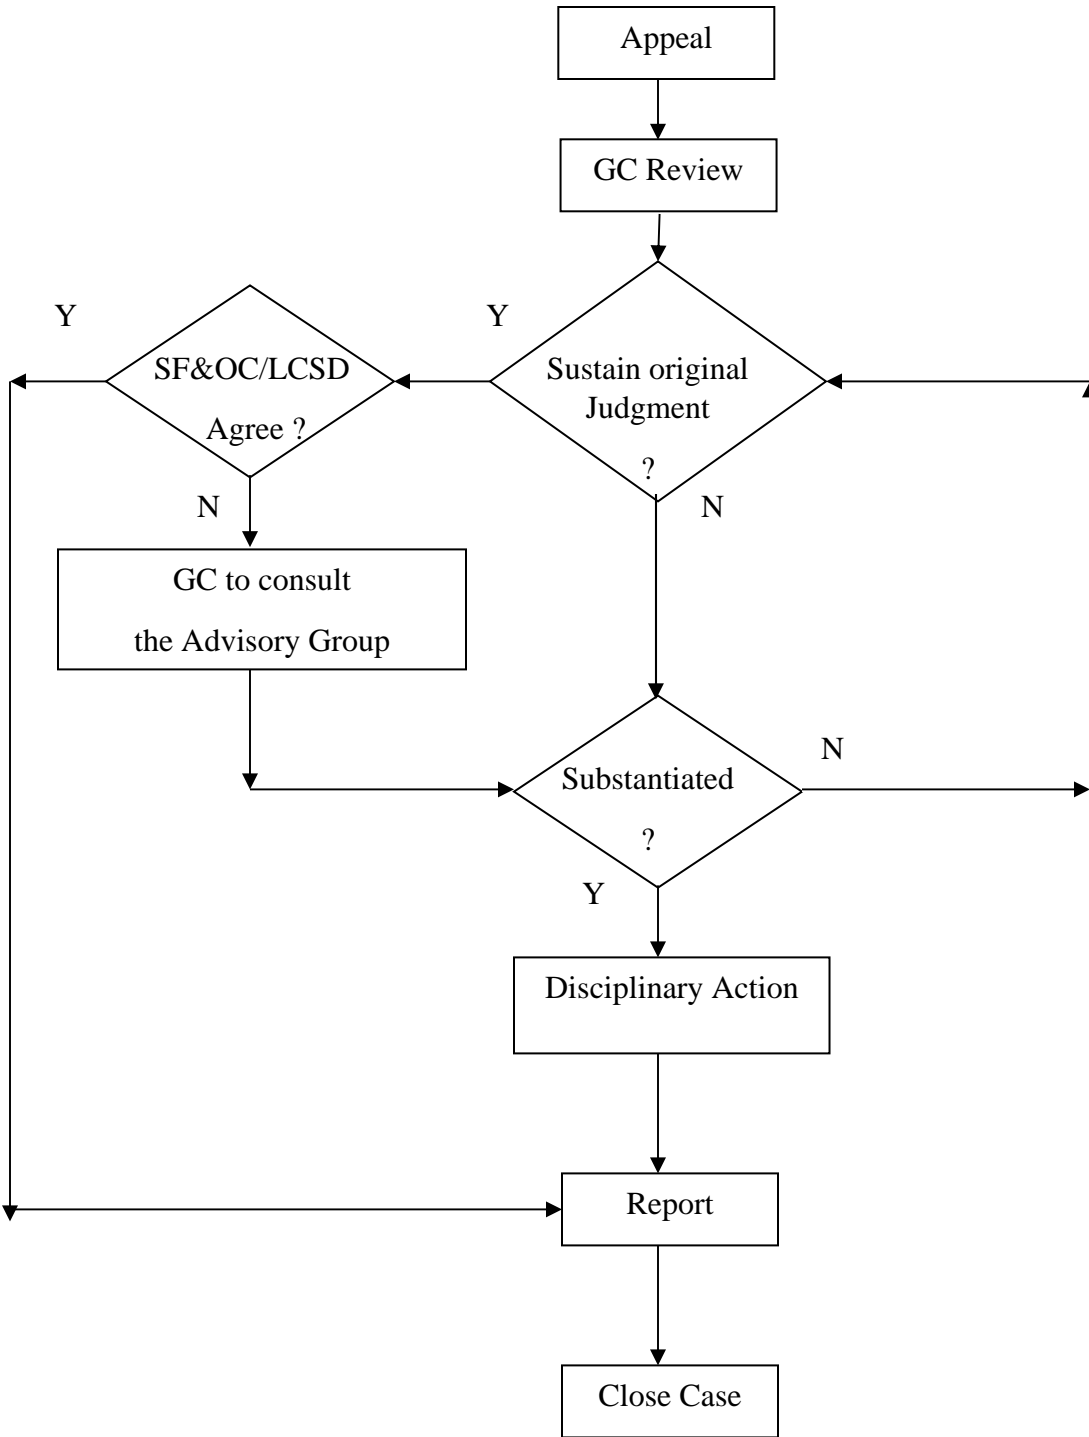 Appeal
GC Review
Y
Y
SF&OC/LCSD
Agree ?
Sustain original
Judgment
?
N
N
GC to consult
the Advisory Group
N
Substantiated
?
Y
Disciplinary Action
Report
Close Case